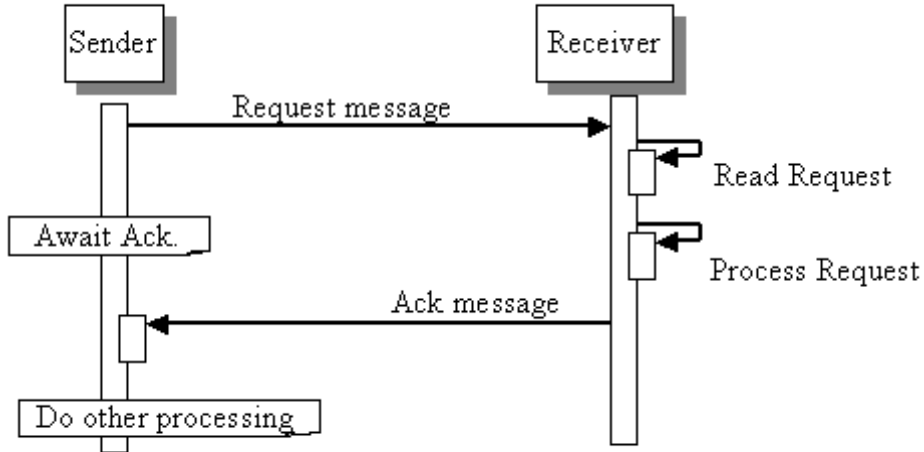 Sender
Receiver
Request message
Read Request
Await Ack.
Process Request
Ack message
Do other processing